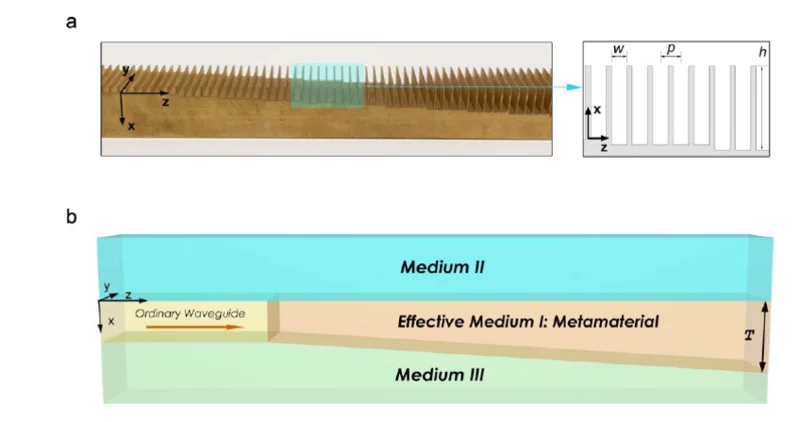 a
w
p
h
y
z
x
x
z
b
Medium II
y
z
x
Ordinary Waveguide
Effective Medium I: Metamaterial
T
Medium III